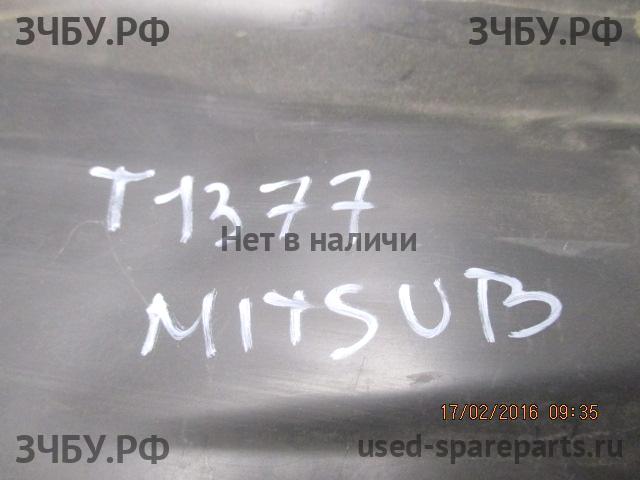 ЗЧБУ.РФ ЗЧБУ.РФ
T1377
Нет в наличи
MITSUB
17/02/2016 09:35
ЗЧБУ.РФ used-spareparts.ru